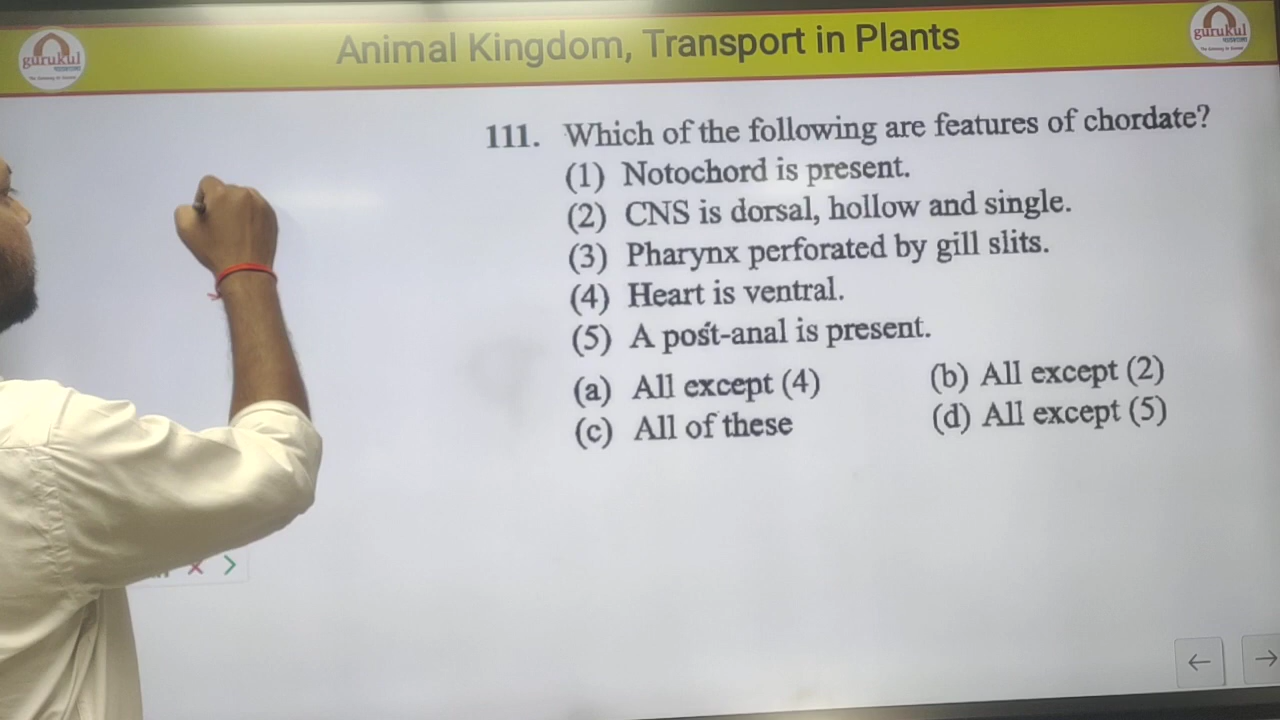 Animal Kingdom, Transport in Plants
gurukul
gurukul
111. Which of the following are features of chordate?
(1) Notochord is present.
(2) CNS is dorsal, hollow and single.
(3) Pharynx perforated by gill slits.
(4) Heart is ventral.
(5) A post-anal is present.
(a) All except (4) (b) All except (2)
(c) All of these (d) All except (5)